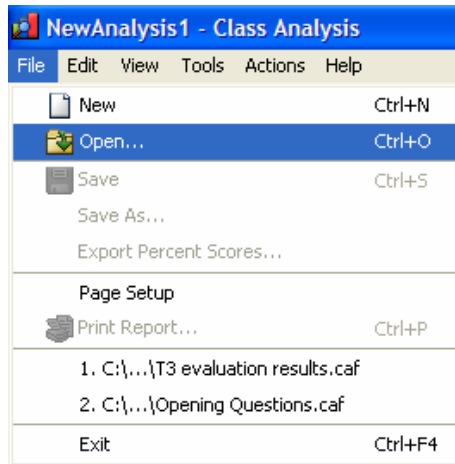 NewAnalysis1 - Class Analysis
File Edit View Tools Actions Help
New Ctrl+N
Open... Ctrl+O
Save Ctrl+S
Save As...
Export Percent Scores...
Page Setup
Print Report... Ctrl+P
1. C:\...\T3 evaluation results.caf
2. C:\...\Opening Questions.caf
Exit Ctrl+F4